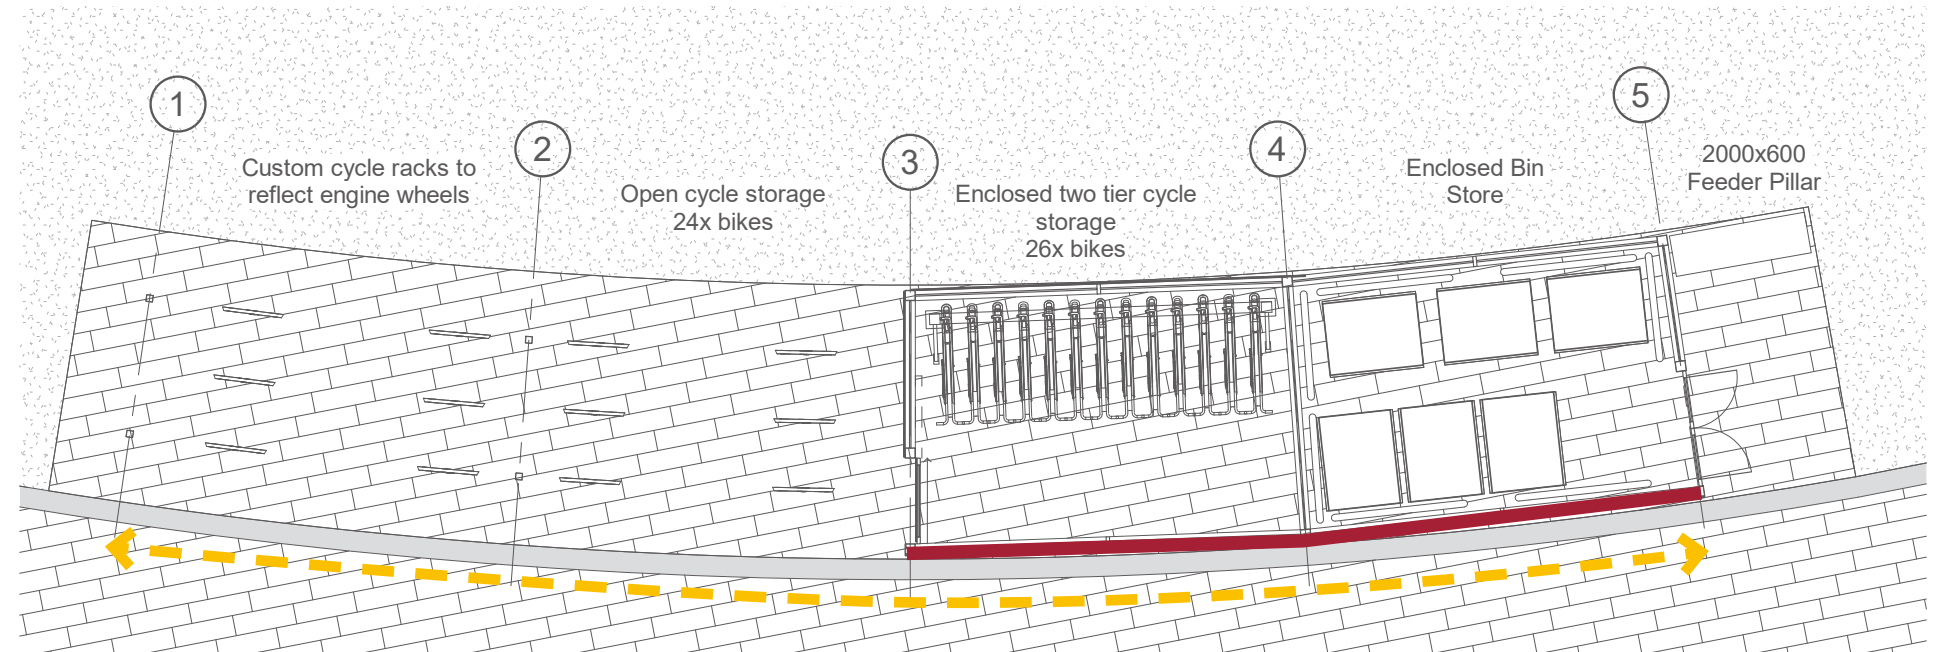 1
Custom cycle racks to
reflect engine wheels
2
Open cycle storage
24x bikes
3
Enclosed two tier cycle
storage
26x bikes
4
Enclosed Bin
Store
5
2000x600
Feeder Pillar